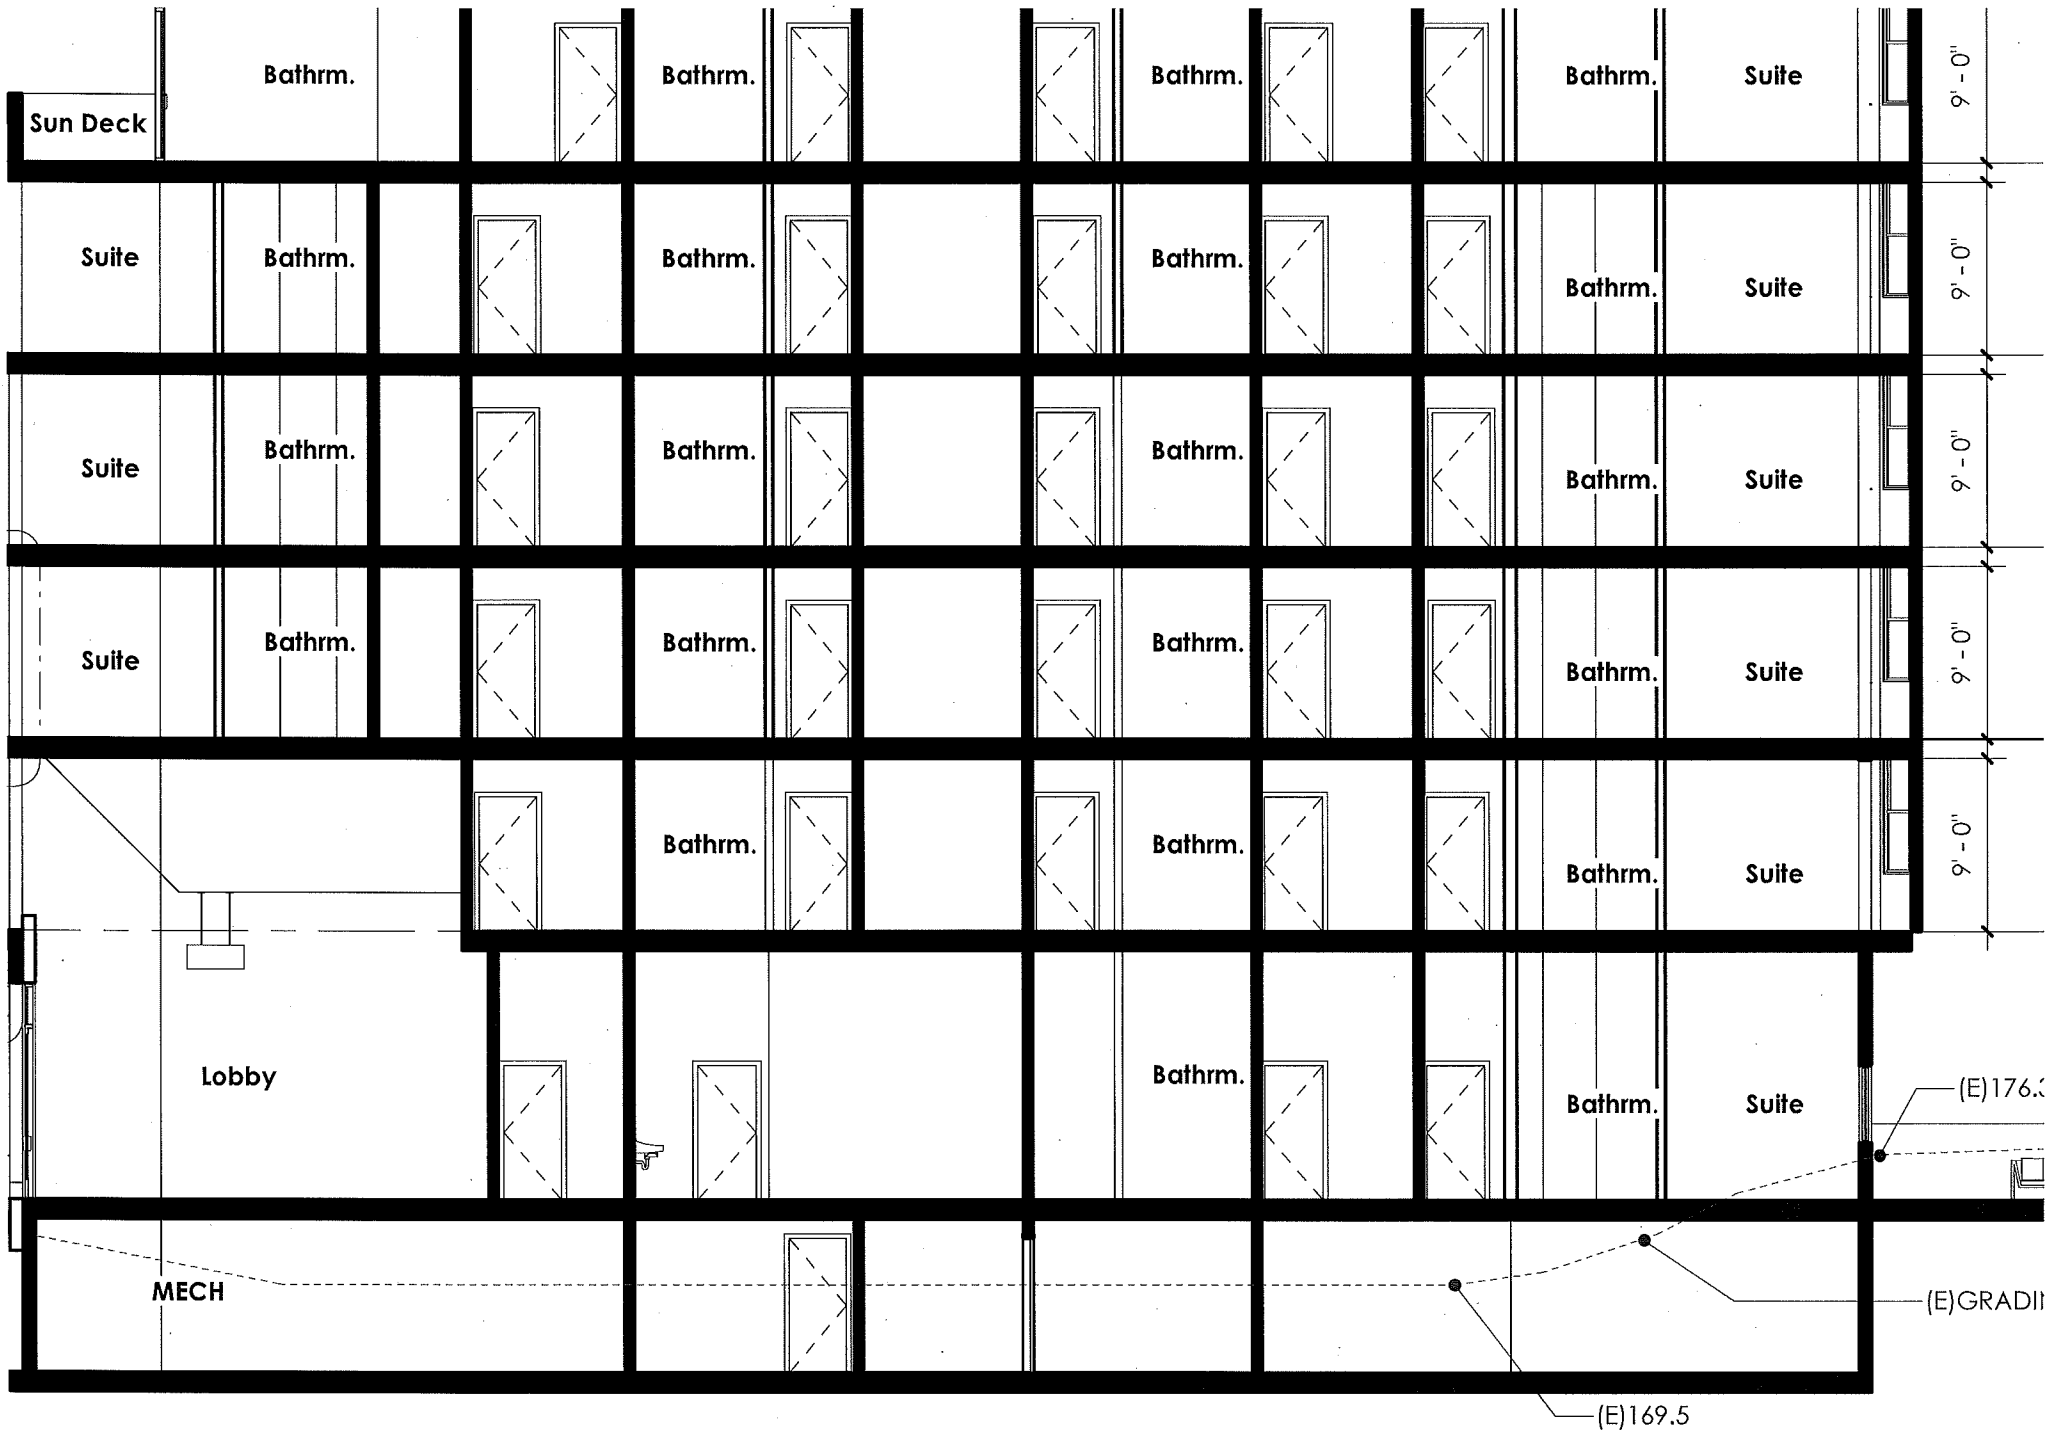 Bathrm. Bathrm. Bathrm. Bathrm. Suite 9' - 0"
Sun Deck
Suite Bathrm. Bathrm. Bathrm. 9' - 0"
Bathrm. Suite
Bathrm. Bathrm. Bathrm. 9' - 0"
Suite Bathrm. Suite
Bathrm. Bathrm. Bathrm. 9' - 0"
Suite Bathrm. Suite
Bathrm. Bathrm. 9' - 0"
Bathrm. Suite
Lobby Bathrm. (E)176.
Bathrm. Suite
MECH (E)GRADI
(E)169.5